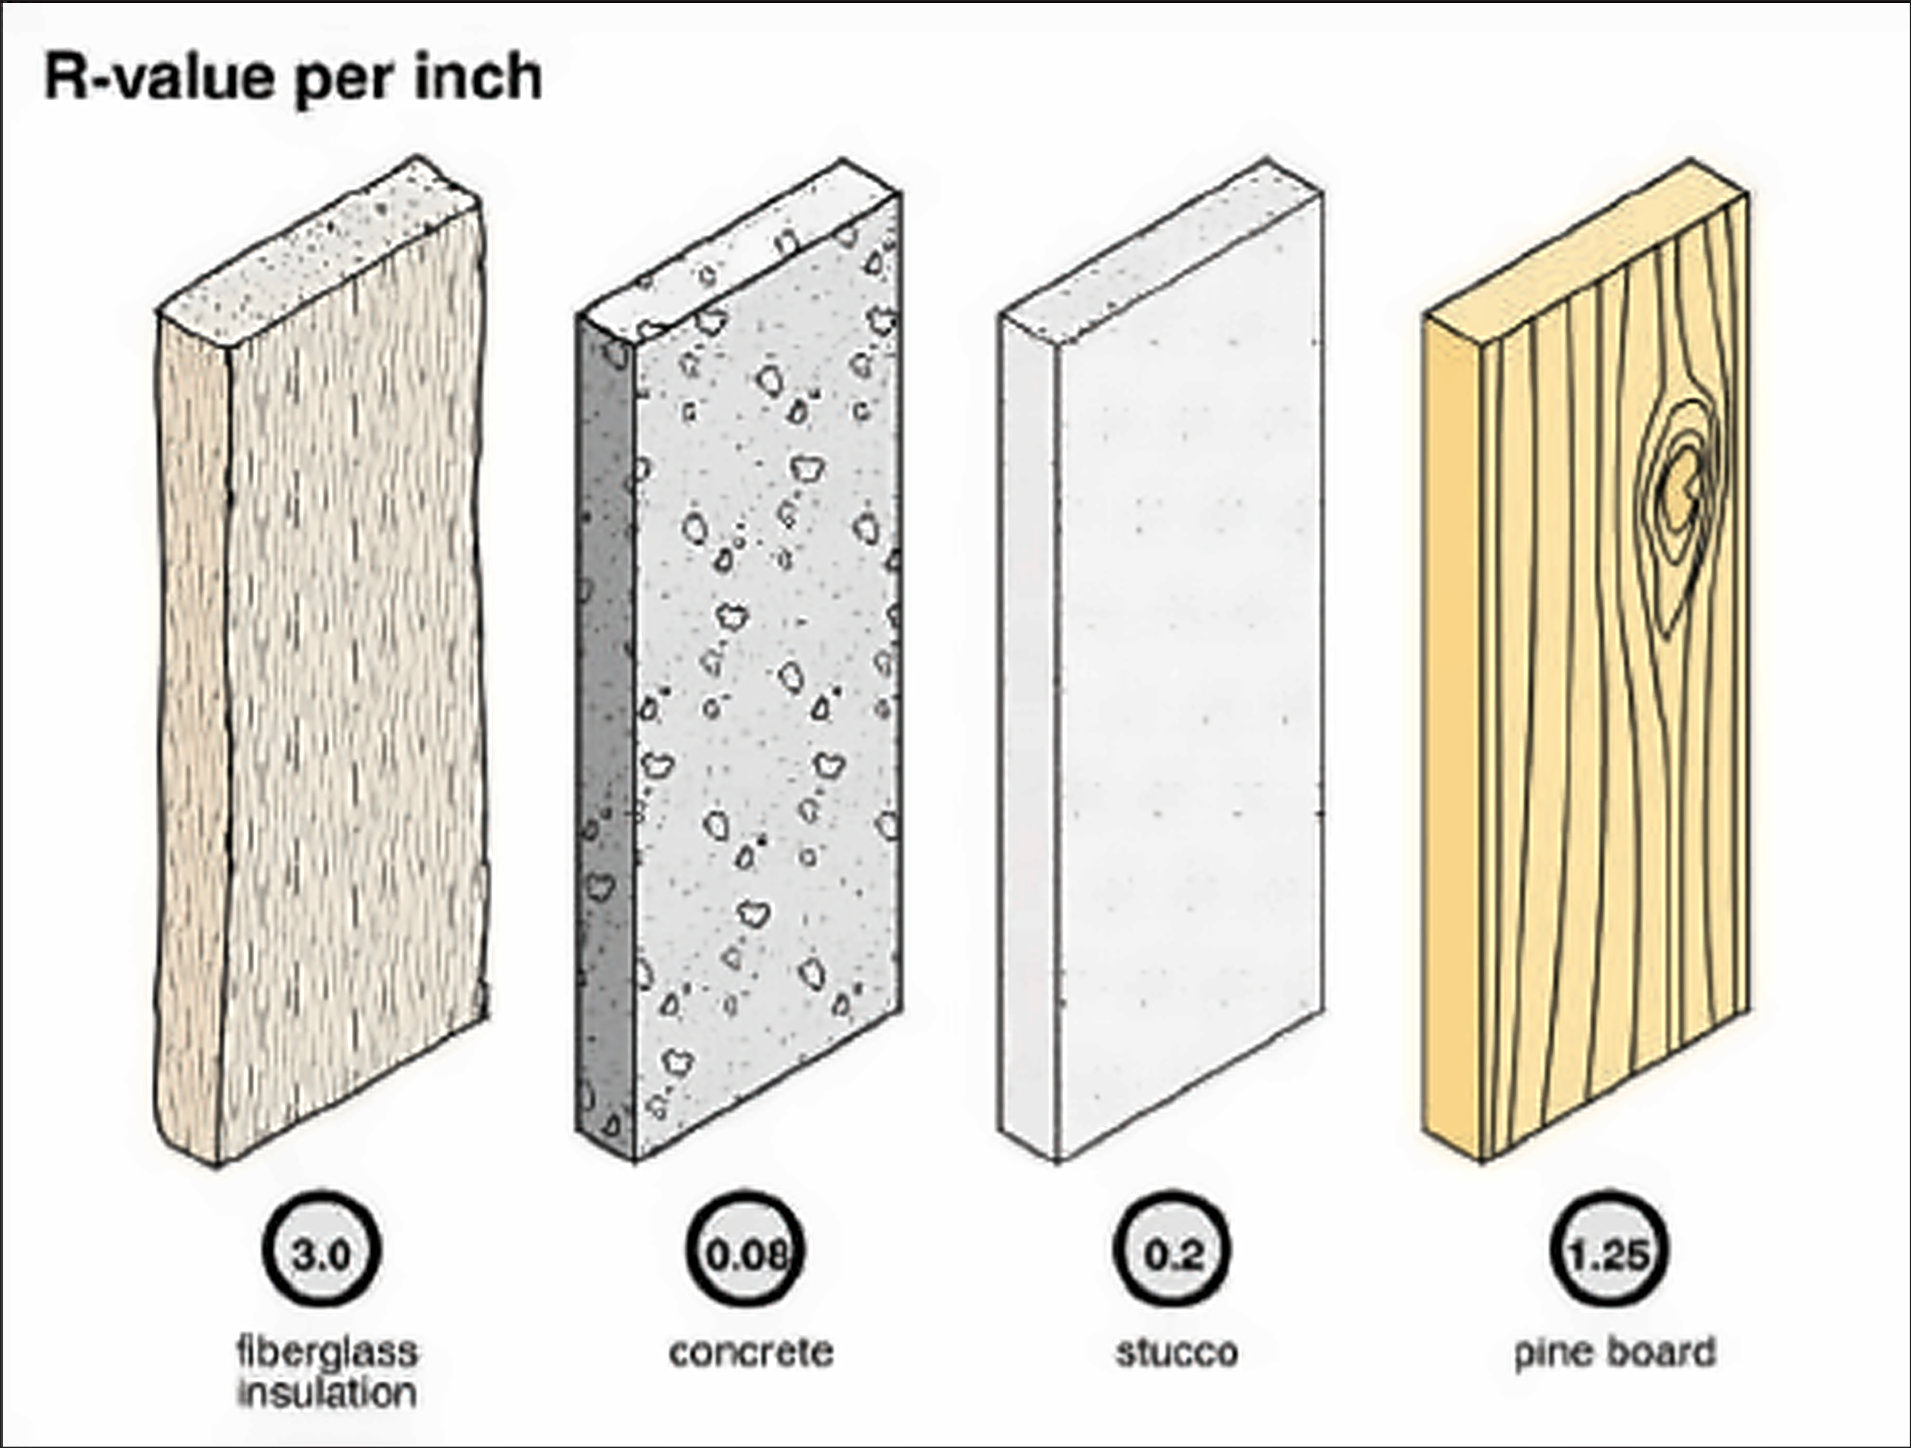 R-value per inch
3.0
0.08
0.2
1.25
fiberglass
insulation
concrete
stucco
pine board